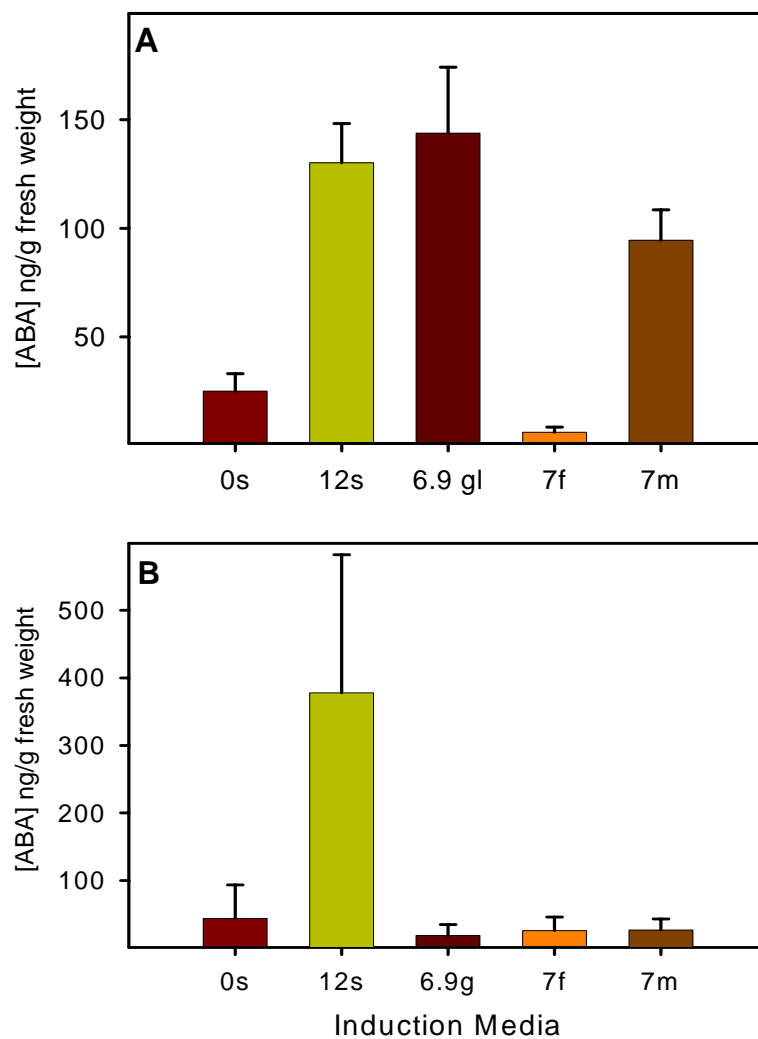 A
[ABA] ng/g fresh weight
150
100
50
0s 12s 6.9 gl 7f 7m
B
[ABA] ng/g fresh weight
500
400
300
200
100
0s 12s 6.9g 7f 7m
Induction Media